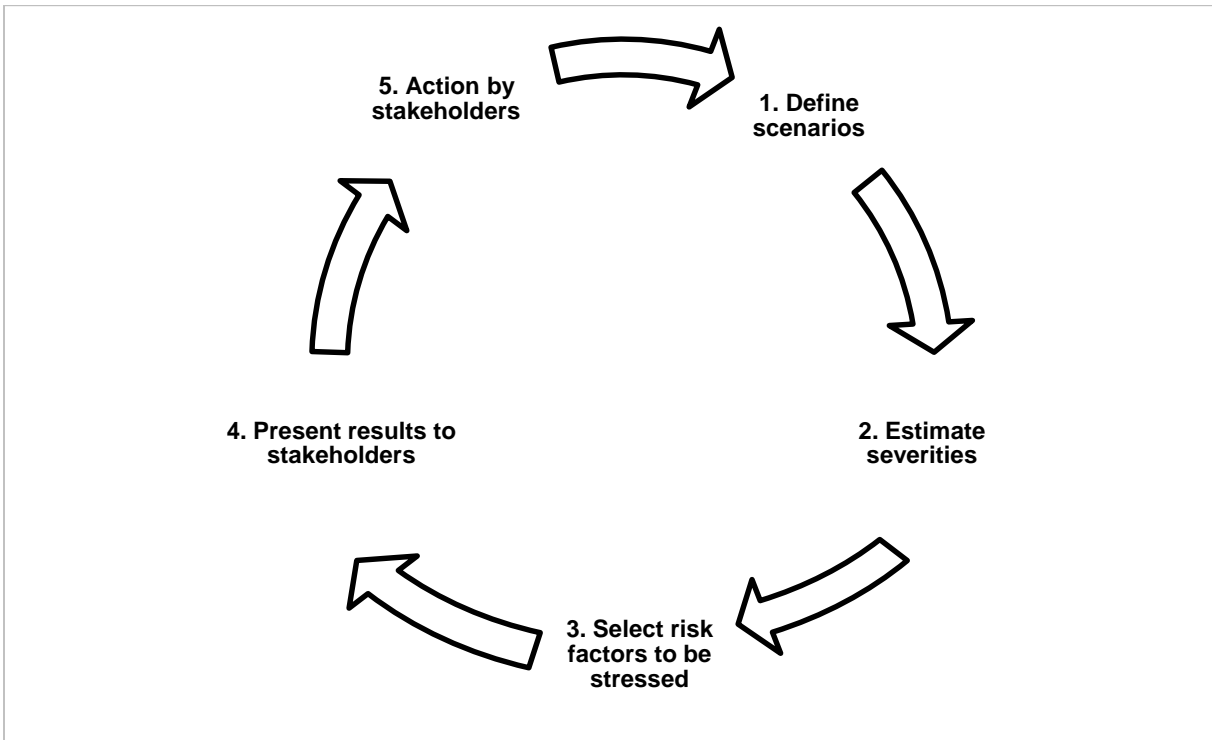 1. Define
scenarios
2. Estimate
severities
3. Select risk
factors to be
stressed
4. Present results to
stakeholders
5. Action by
stakeholders